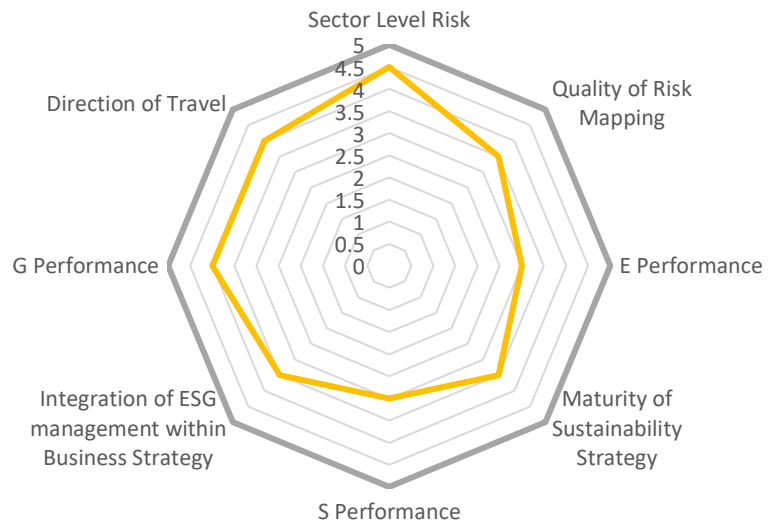 Sector Level Risk
5
4.5
4
3.5
3
2.5
2
1.5
1
0.5
0
Quality of Risk
Mapping
E Performance
Maturity of
Sustainability
Strategy
S Performance
Integration of ESG
management within
Business Strategy
G Performance
Direction of Travel